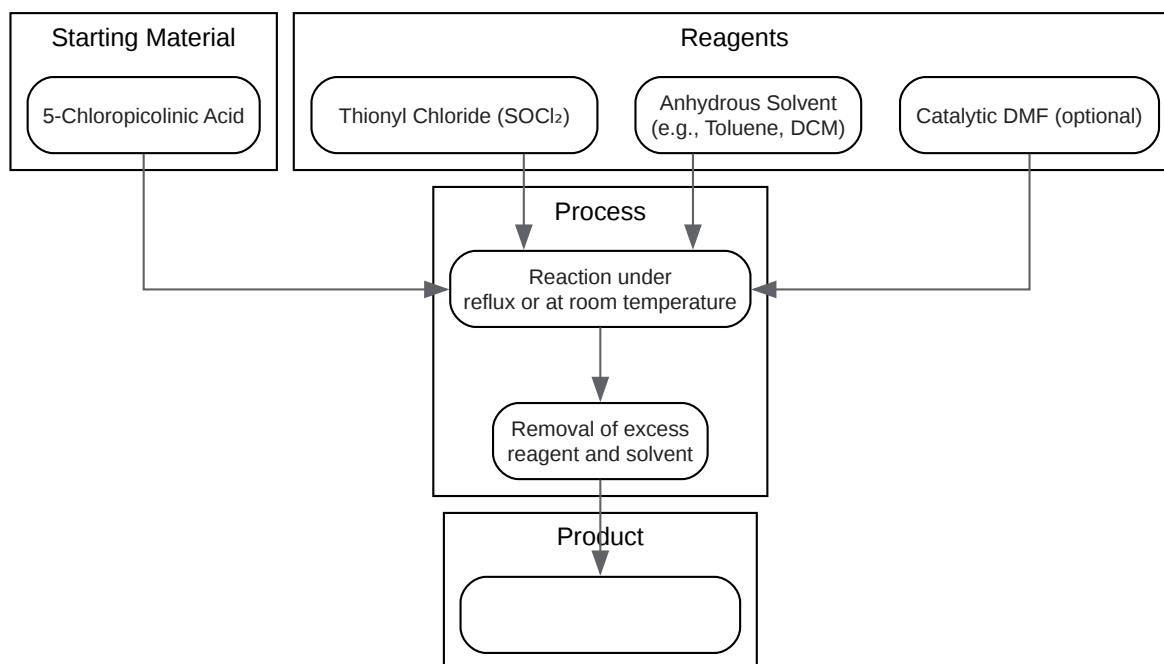 Starting Material
Reagents
5-Chloropicolinic Acid
Thionyl Chloride (SOCl₂)
Anhydrous Solvent
(e.g., Toluene, DCM)
Catalytic DMF (optional)
Process
Reaction under
reflux or at room temperature
Removal of excess
reagent and solvent
Product